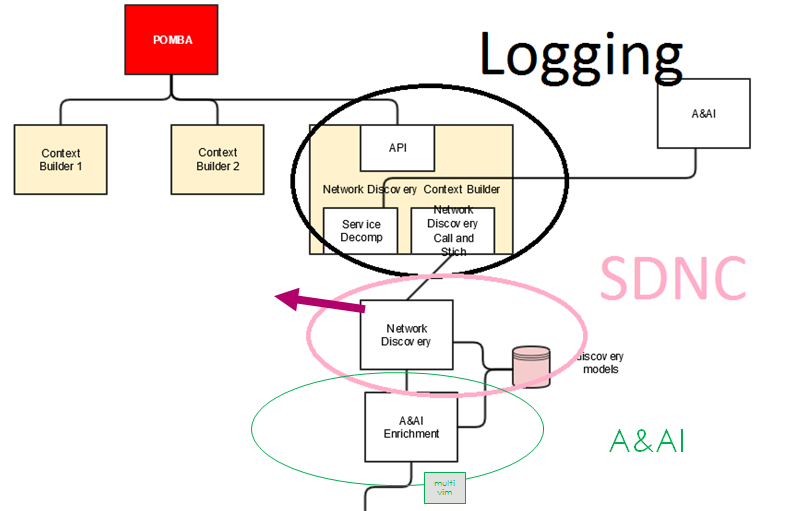 POMBA
Logging
A&AI
Context
Builder 1
Context
Builder 2
API
Network Discovery Context Builder
Service
Decomp
Network
Discovery
Call and
Stich
SDNC
Network
Discovery
discovery
models
A&AI
Enrichment
A&AI
multi
vim